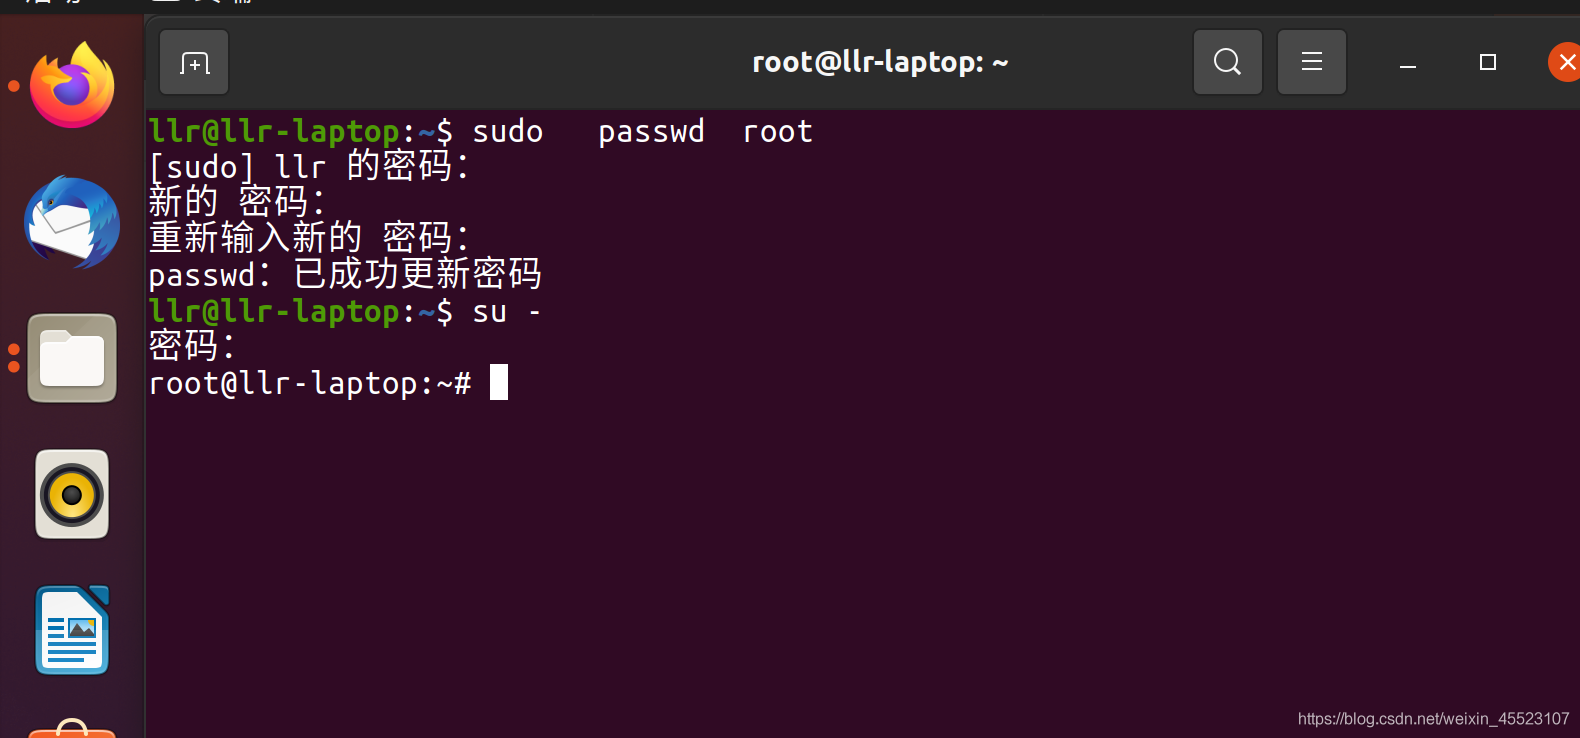 root@llr-laptop: ~
llr@llr-laptop:~$ sudo   passwd  root
[sudo] llr 的密码：
新的 密码：
重新输入新的 密码：
passwd：已成功更新密码
llr@llr-laptop:~$ su -
密码：
root@llr-laptop:~#
https://blog.csdn.net/weixin_45523107